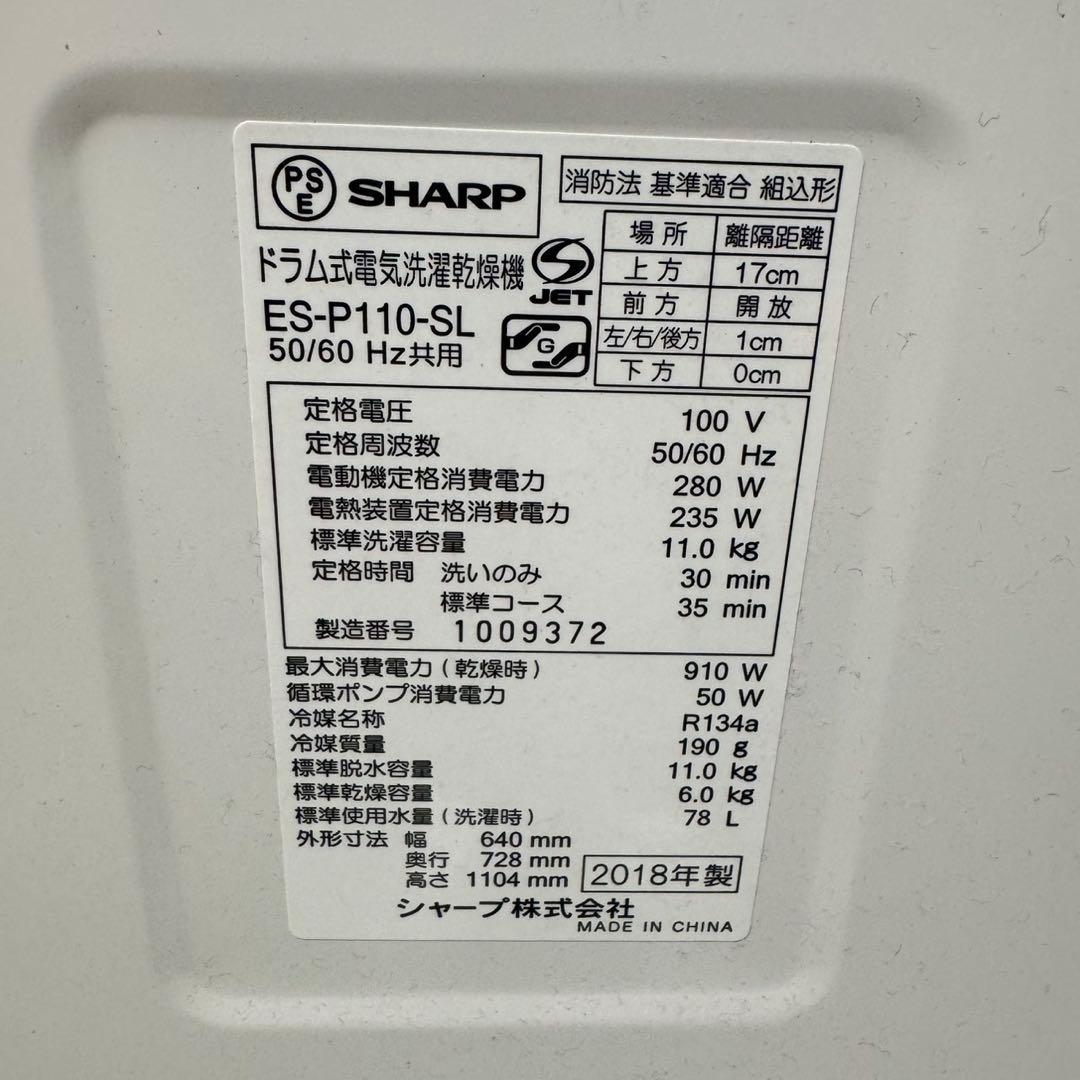 PSE SHARP
ドラム式電気洗濯乾燥機
JET
ES-P110-SL
50/60 Hz共用
G
消防法 基準適合 組込形
場所 離隔距離
上方 17cm
前方 開放
左/右/後方 1cm
下方 0cm
定格電圧 100 V
定格周波数 50/60 Hz
電動機定格消費電力 280 W
電熱装置定格消費電力 235 W
標準洗濯容量 11.0 kg
定格時間 洗いのみ 30 min
標準コース 35 min
製造番号 1009372
最大消費電力(乾燥時) 910 W
循環ポンプ消費電力 50 W
冷媒名称 R134a
冷媒質量 190 g
標準脱水容量 11.0 kg
標準乾燥容量 6.0 kg
標準使用水量(洗濯時) 78 L
外形寸法 幅 640 mm
奥行 728 mm
高さ 1104 mm
2018年製
シャープ株式会社
MADE IN CHINA